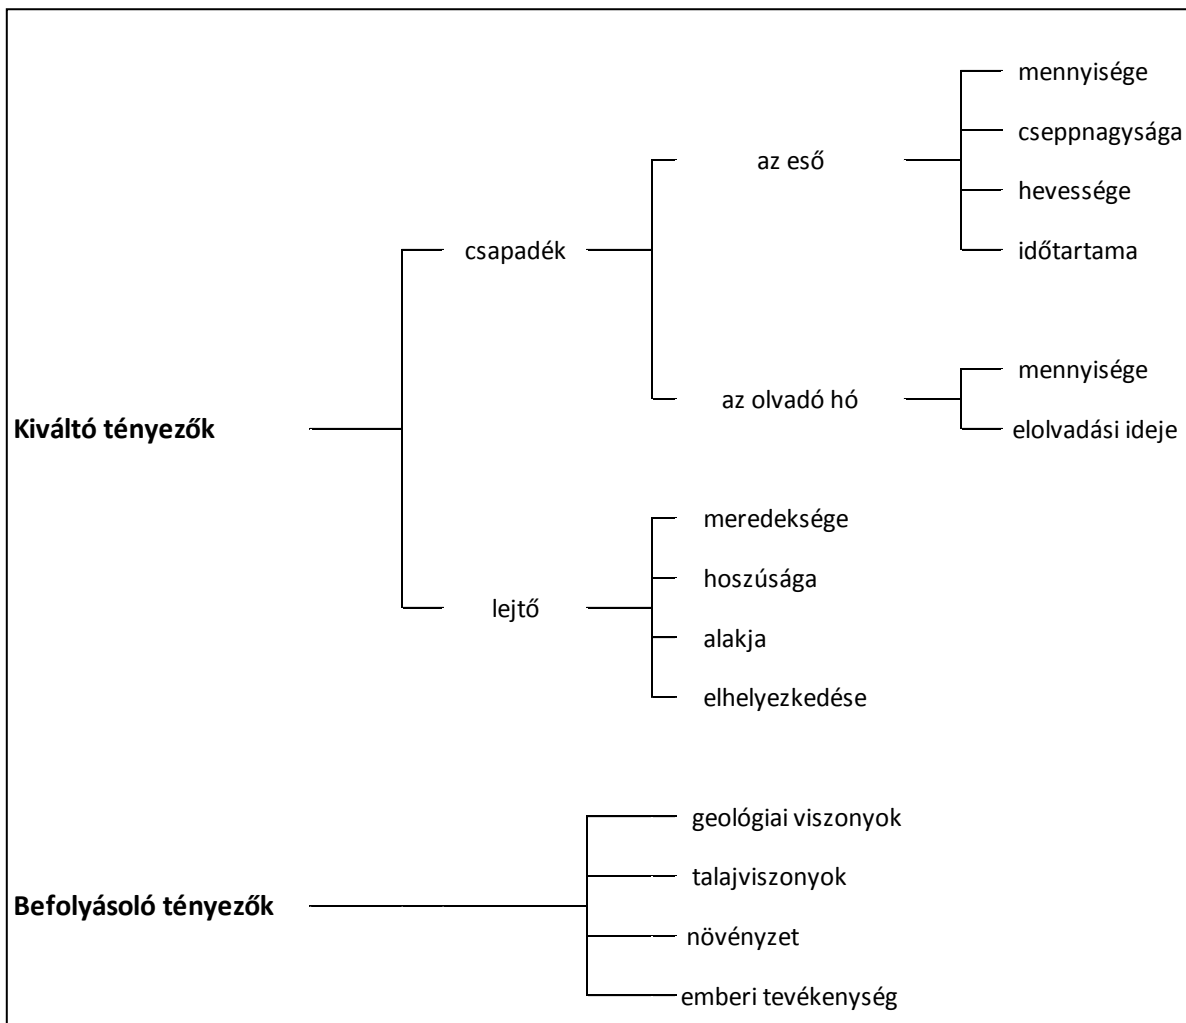 mennyisége
cseppnagysága
az eső
hevessége
csapadék
időtartama
mennyisége
az olvadó hó
Kiváltó tényezők
elolvadási ideje
meredeksége
hoszúsága
lejtő
alakja
elhelyezkedése
geológiai viszonyok
talajviszonyok
Befolyásoló tényezők
növényzet
emberi tevékenység